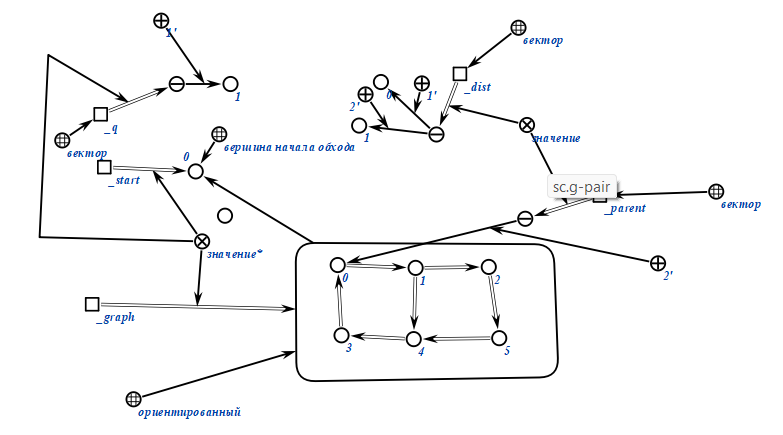 1'
вектор
_dist
0
1'
2'
1
1
_q
значение
вектор
вершина начала обхода
0
_start
sc.g-pair
_parent
вектор
значение*
2'
0
1
2
_graph
3
4
5
ориентированный